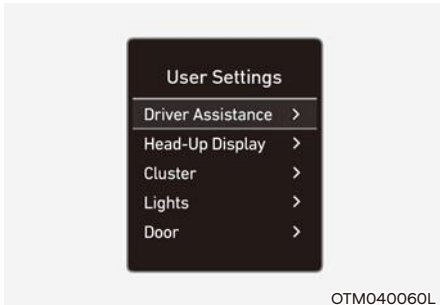 User Settings
Driver Assistance >
Head-Up Display >
Cluster >
Lights >
Door >
OTM040060L